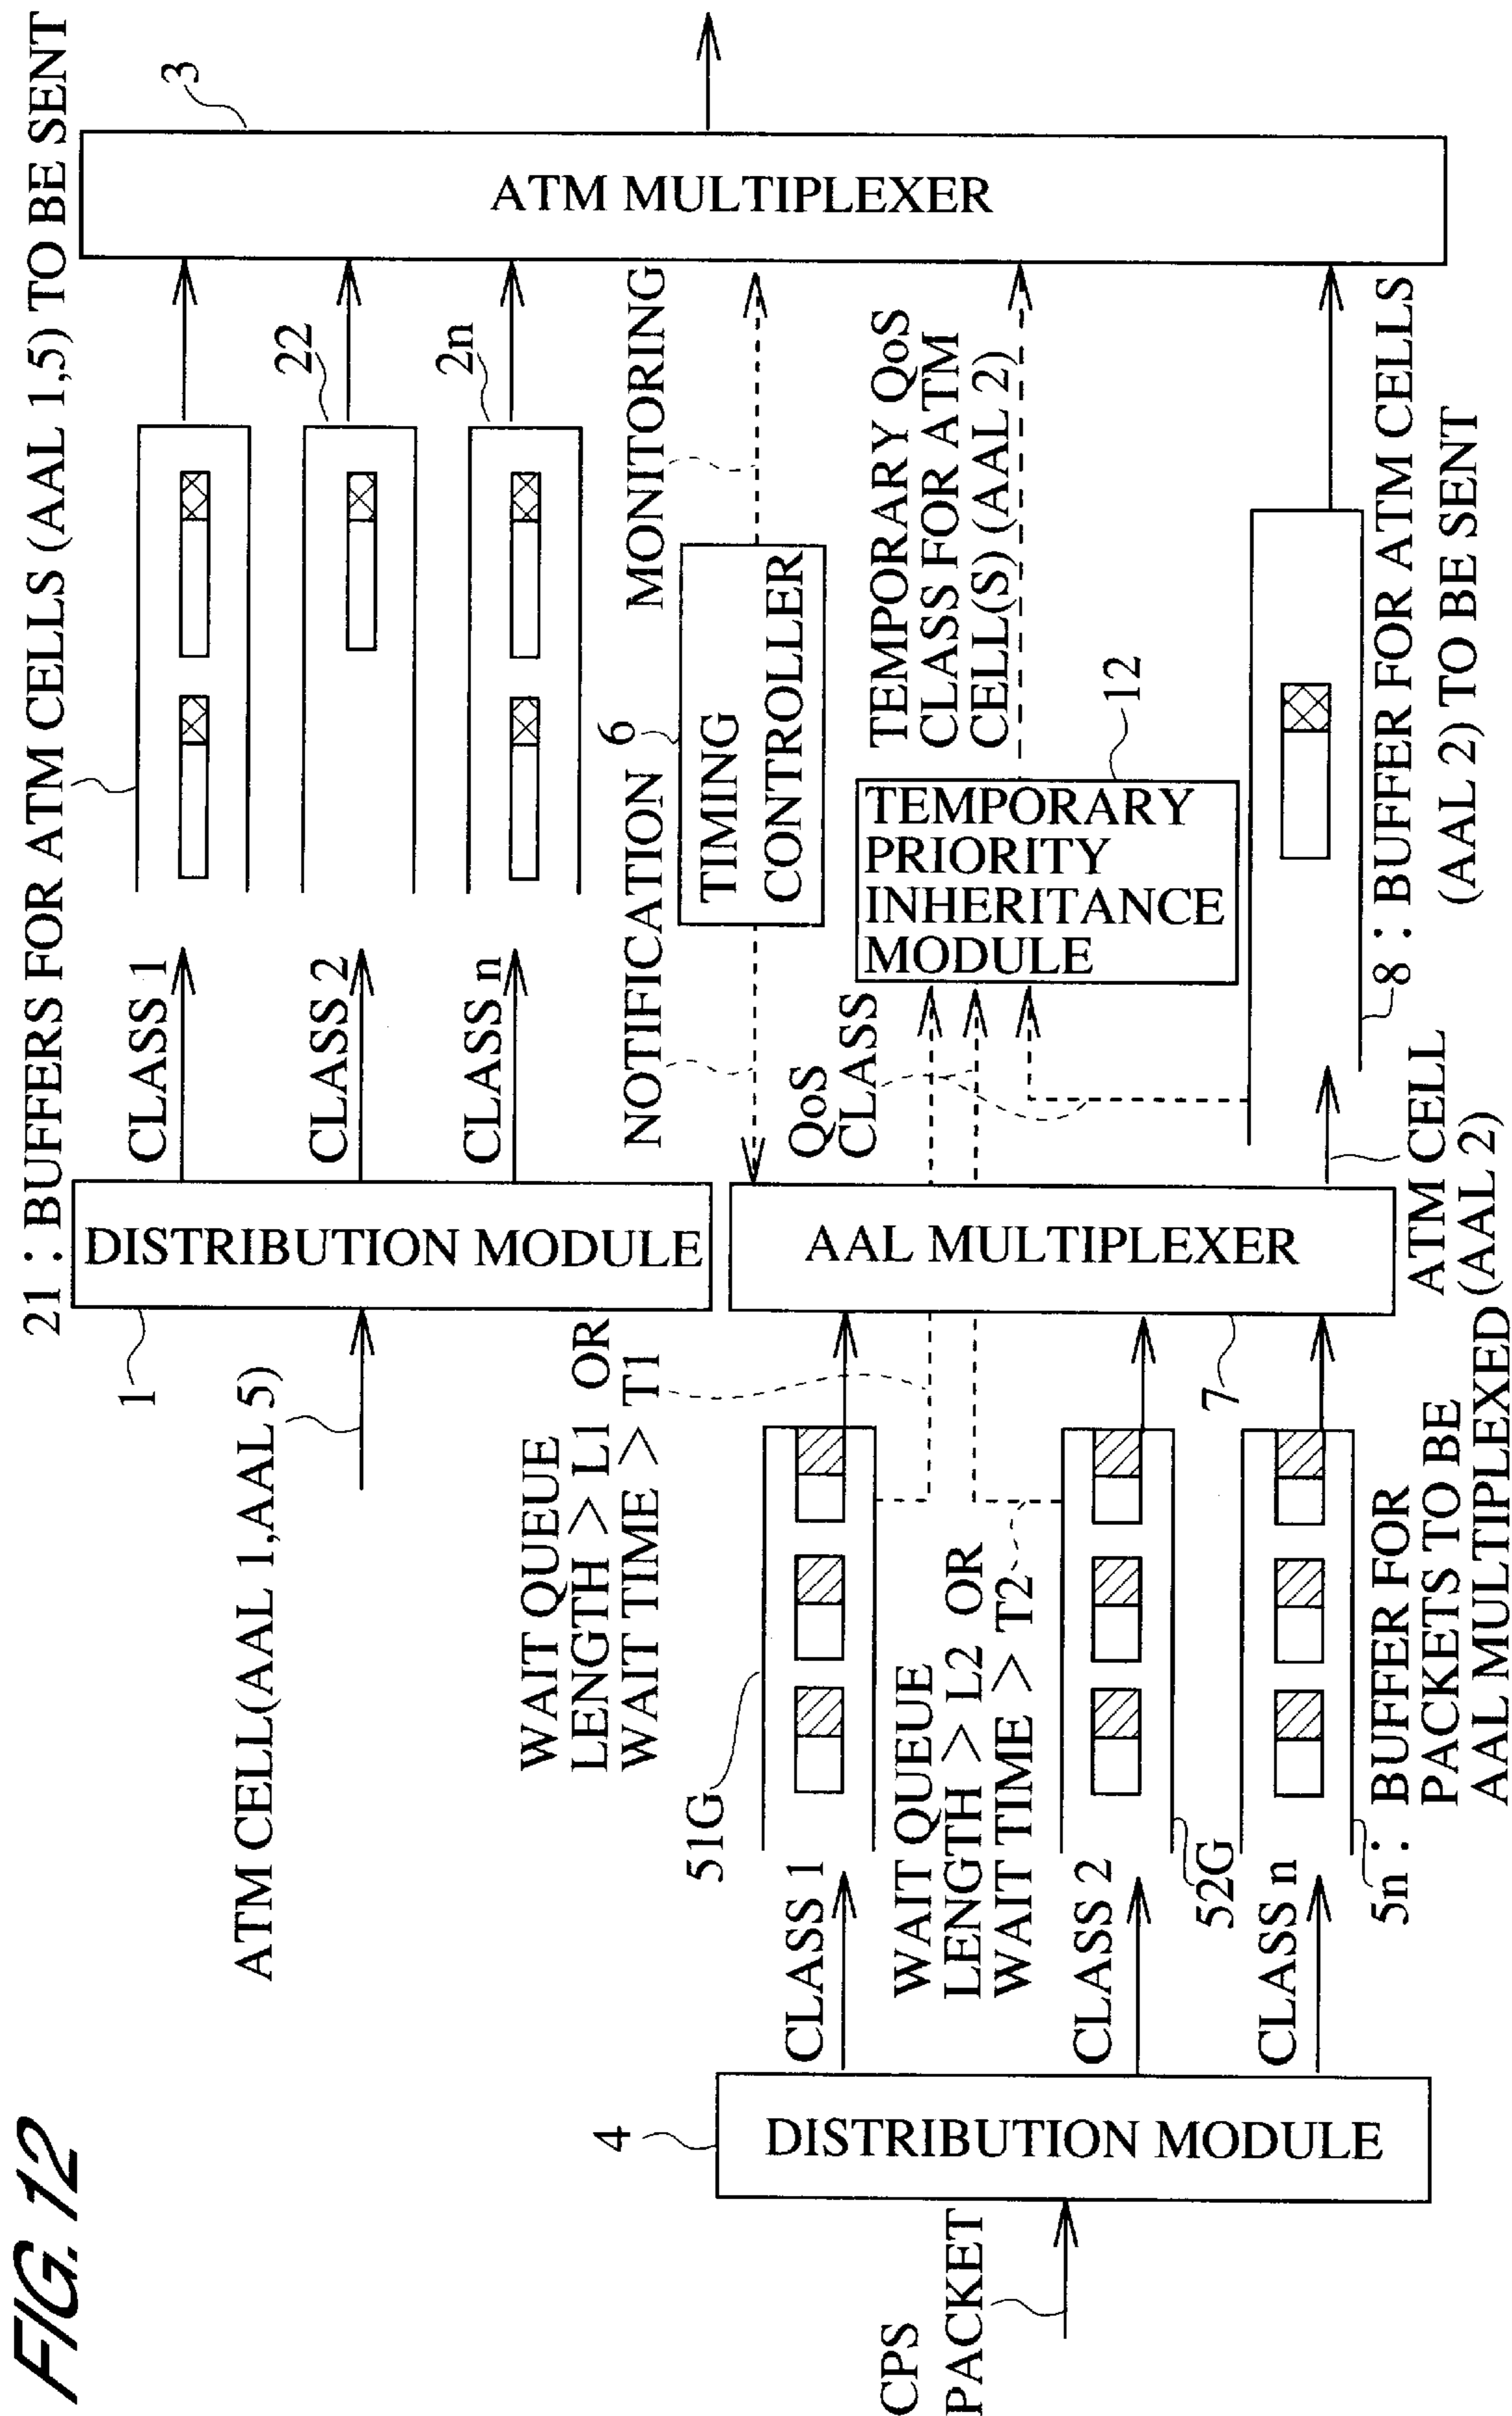 FIG. 12
21 : BUFFERS FOR ATM CELLS (AAL 1,5) TO BE SENT
3
ATM MULTIPLEXER
22
2n
CLASS 1
CLASS 2
CLASS n
DISTRIBUTION MODULE
1
ATM CELL(AAL 1,AAL 5)
MONITORING
NOTIFICATION
6
TIMING
CONTROLLER
TEMPORARY QoS
CLASS FOR ATM
CELL(S) (AAL 2)
12
TEMPORARY
PRIORITY
INHERITANCE
MODULE
QoS
CLASS
8 : BUFFER FOR ATM CELLS
(AAL 2) TO BE SENT
ATM CELL
(AAL 2)
AAL MULTIPLEXER
7
WAIT QUEUE
LENGTH > L1 OR
WAIT TIME > T1
51G
WAIT QUEUE
LENGTH > L2 OR
WAIT TIME > T2
52G
5n : BUFFER FOR
PACKETS TO BE
AAL MULTIPLEXED
CLASS 1
CLASS 2
CLASS n
4
DISTRIBUTION MODULE
CPS
PACKET